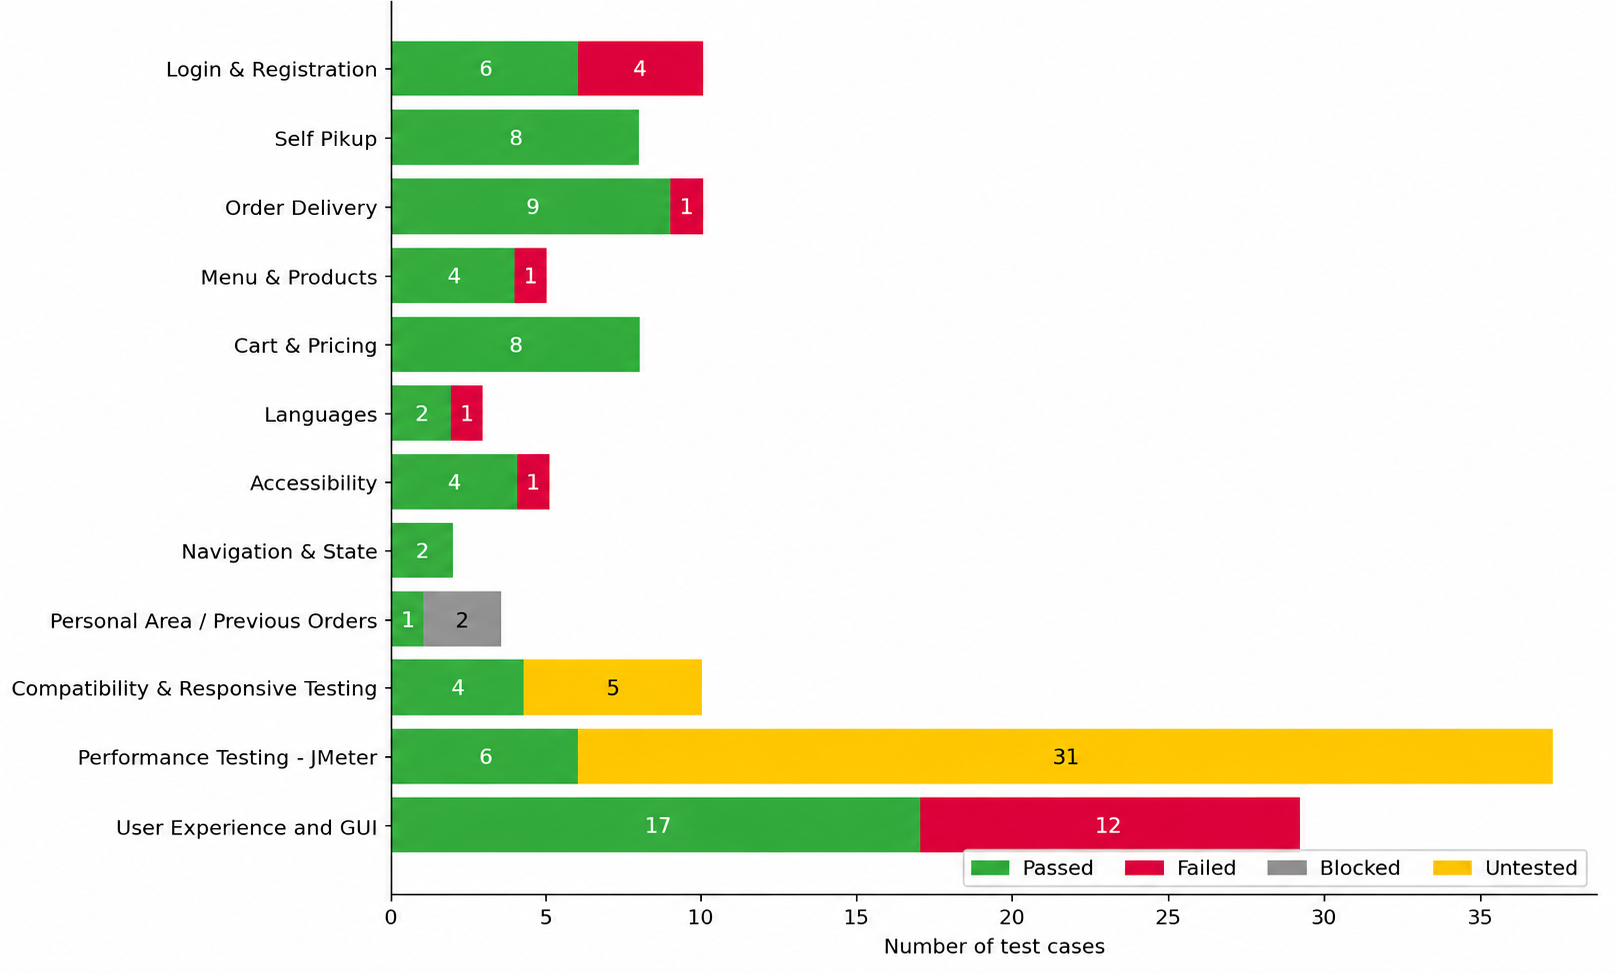 Login & Registration 6 4
Self Pikup 8
Order Delivery 9 1
Menu & Products 4 1
Cart & Pricing 8
Languages 2 1
Accessibility 4 1
Navigation & State 2
Personal Area / Previous Orders 1 2
Compatibility & Responsive Testing 4 5
Performance Testing - JMeter 6 31
User Experience and GUI 17 12
Passed Failed Blocked Untested
0 5 10 15 20 25 30 35
Number of test cases